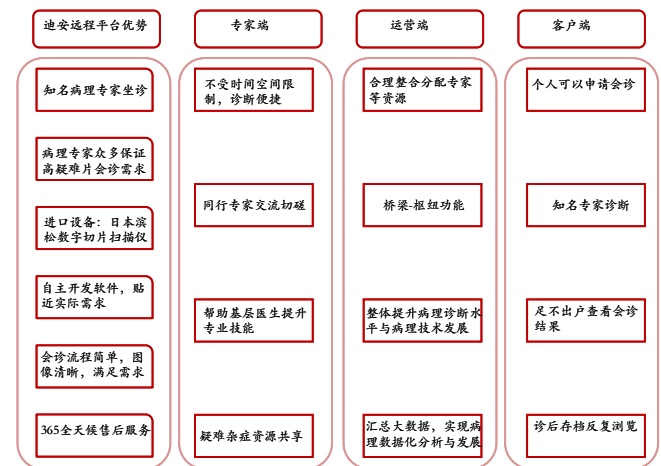 迪安远程平台优势
知名病理专家坐诊
病理专家众多保证
高疑难片会诊需求
进口设备：日本滨
松数字切片扫描仪
自主开发软件，贴
近实际需求
会诊流程简单，图
像清晰，满足需求
365全天候售后服务
专家端
不受时间空间限
制，诊断便捷
同行专家交流切磋
帮助基层医生提升
专业技能
疑难杂症资源共享
运营端
合理整合分配专家
等资源
桥梁-枢纽功能
整体提升病理诊断水
平与病理技术发展
汇总大数据，实现病
理数据化分析与发展
客户端
个人可以申请会诊
知名专家诊断
足不出户查看会诊
结果
诊后存档反复浏览